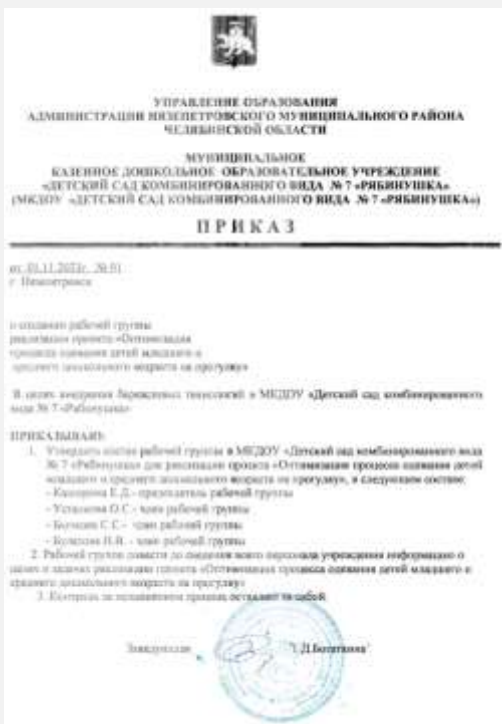 УПРАВЛЕНИЕ ОБРАЗОВАНИЯ
АДМИНИСТРАЦИИ НЯЗЕПЕТРОВСКОГО МУНИЦИПАЛЬНОГО РАЙОНА
ЧЕЛЯБИНСКОЙ ОБЛАСТИ
МУНИЦИПАЛЬНОЕ
КАЗЕННОЕ ДОШКОЛЬНОЕ ОБРАЗОВАТЕЛЬНОЕ УЧРЕЖДЕНИЕ
«ДЕТСКИЙ САД КОМБИНИРОВАННОГО ВИДА № 7 «РЯБИНУШКА»
(МКДОУ «ДЕТСКИЙ САД КОМБИНИРОВАННОГО ВИДА № 7 «РЯБИНУШКА»)
ПРИКАЗ
от 01.11. №
г.
о создании рабочей группы
реализации проекта «Оптимизация
процесса одевания детей младшего и
среднего дошкольного возраста на прогулку»
В целях внедрения бережливых технологий в МКДОУ «Детский сад комбинированного
вида № 7 «Рябинушка»
ПРИКАЗЫВАЮ:
1. Утвердить состав рабочей группы в МКДОУ «Детский сад комбинированного вида
№ 7 «Рябинушка» для реализации проекта «Оптимизация процесса одевания детей
младшего и среднего дошкольного возраста на прогулку», в следующем составе:
- Е.Д.- председатель рабочей группы
- О.С.- член рабочей группы
- С.С.- член рабочей группы
- Н.В. - член рабочей группы
2. Рабочей группе довести до сведения всего персонала учреждения информацию о
целях и задачах реализации проекта «Оптимизация процесса одевания детей младшего и
среднего дошкольного возраста на прогулку»
3. Контроль за исполнением приказа оставляю за собой.
Заведующая